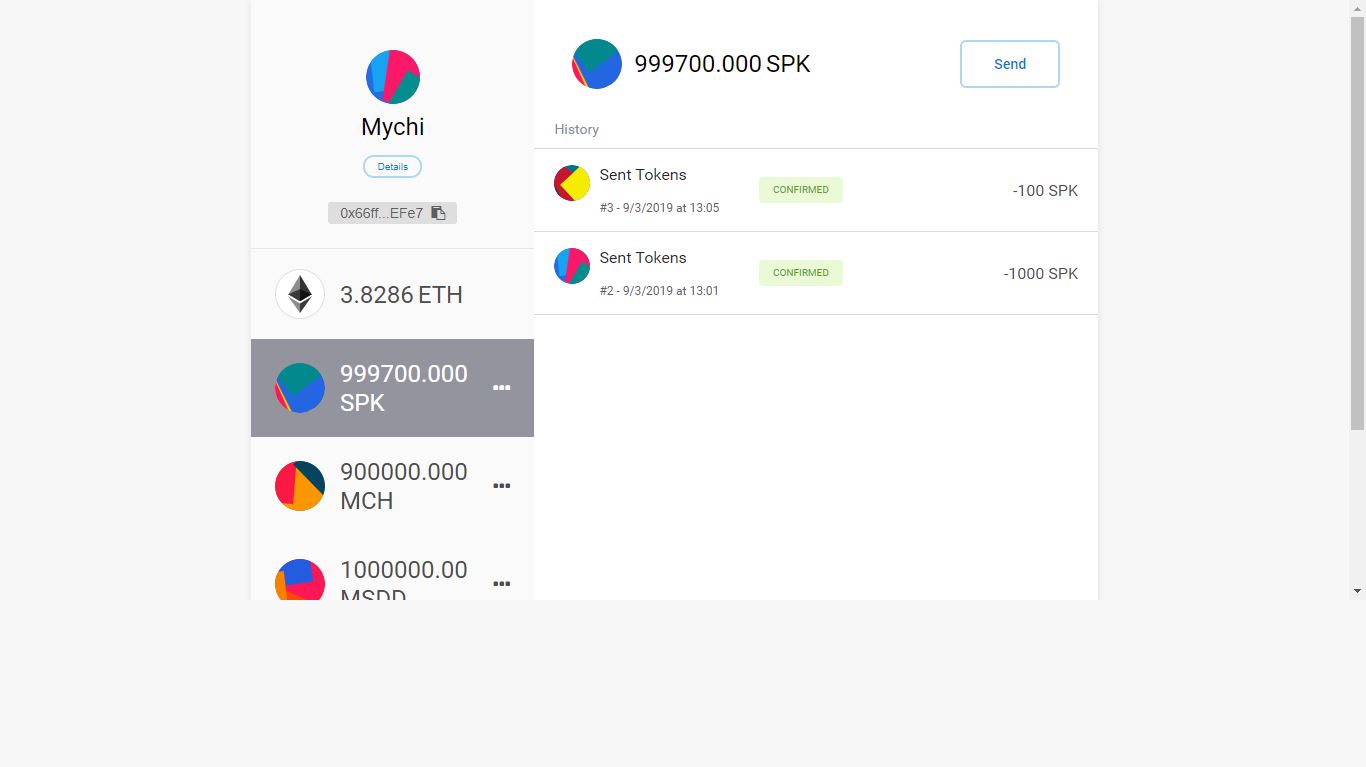 Mychi
Details
0x66ff...EFe7
3.8286 ETH
999700.000
SPK
900000.000
MCH
1000000.00
MSDD
999700.000 SPK
Send
History
Sent Tokens
#3 - 9/3/2019 at 13:05
CONFIRMED
-100 SPK
Sent Tokens
#2 - 9/3/2019 at 13:01
CONFIRMED
-1000 SPK